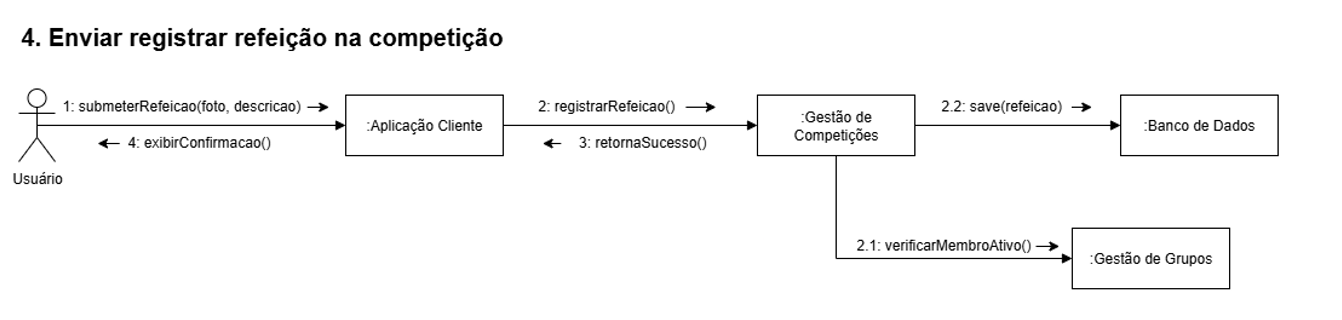 4. Enviar registrar refeição na competição
1: submeterRefeicao(foto, descricao)
2: registrarRefeicao()
2.2: save(refeicao)
:Aplicação Cliente
:Gestão de
Competições
:Banco de Dados
4: exibirConfirmacao()
3: retornaSucesso()
Usuário
2.1: verificarMembroAtivo()
:Gestão de Grupos